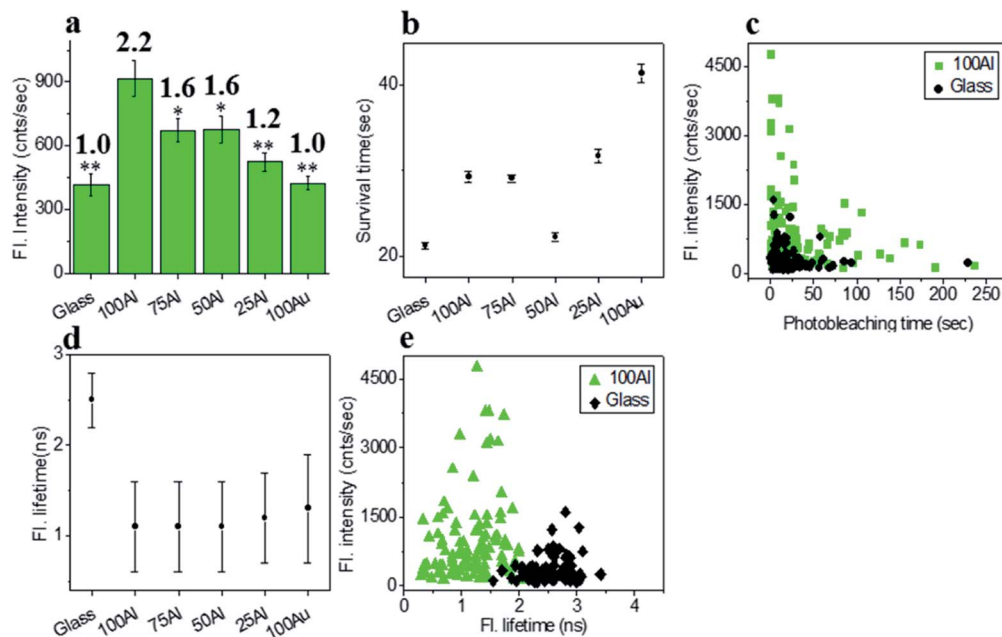 a
2.2
1.6
1.6
1.2
1.0
1.0
*
*
**
**
**
Fl. Intensity (cnts/sec)
900
600
300
0
Glass
100Al
75Al
50Al
25Al
100Au
b
Survival time(sec)
40
30
20
Glass
100Al
75Al
50Al
25Al
100Au
c
Fl. intensity (cnts/sec)
4500
3000
1500
0
100Al
Glass
0 50 100 150 200 250
Photobleaching time (sec)
d
Fl. lifetime(ns)
3
2
1
Glass
100Al
75Al
50Al
25Al
100Au
e
Fl. intensity (cnts/sec)
4500
3000
1500
0
100Al
Glass
0 1 2 3 4
Fl. lifetime (ns)